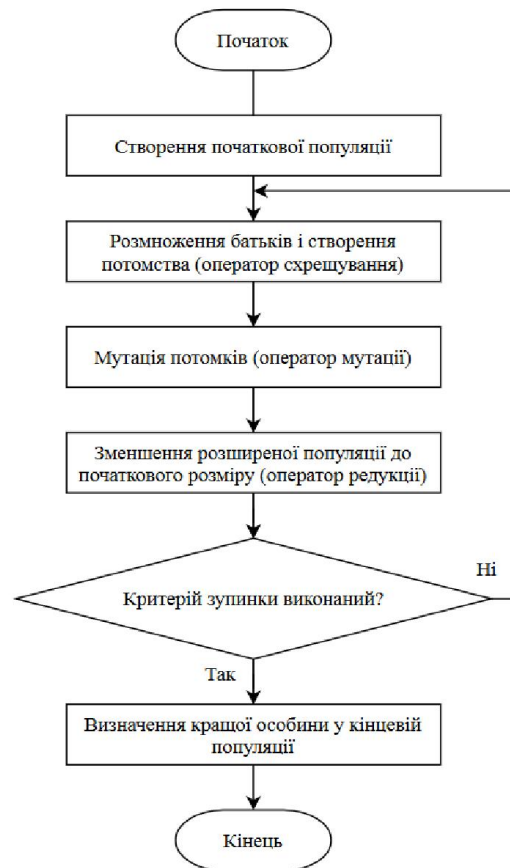 Початок
Створення початкової популяції
Розмноження батьків і створення
потомства (оператор схрещування)
Мутація потомків (оператор мутації)
Зменшення розширеної популяції до
початкового розміру (оператор редукції)
Критерій зупинки виконаний?
Ні
Так
Визначення кращої особини у кінцевій
популяції
Кінець